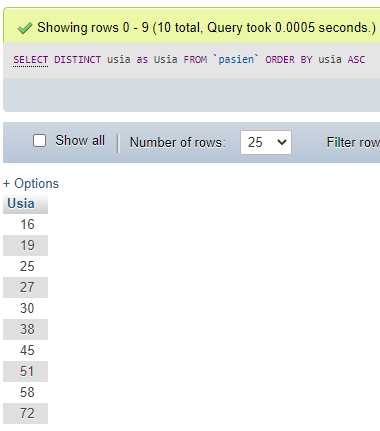 Showing rows 0 - 9 (10 total, Query took 0.0005 seconds.)
SELECT DISTINCT usia as Usia FROM `pasien` ORDER BY usia ASC
Show all Number of rows: 25 Filter row
+ Options
Usia
16
19
25
27
30
38
45
51
58
72